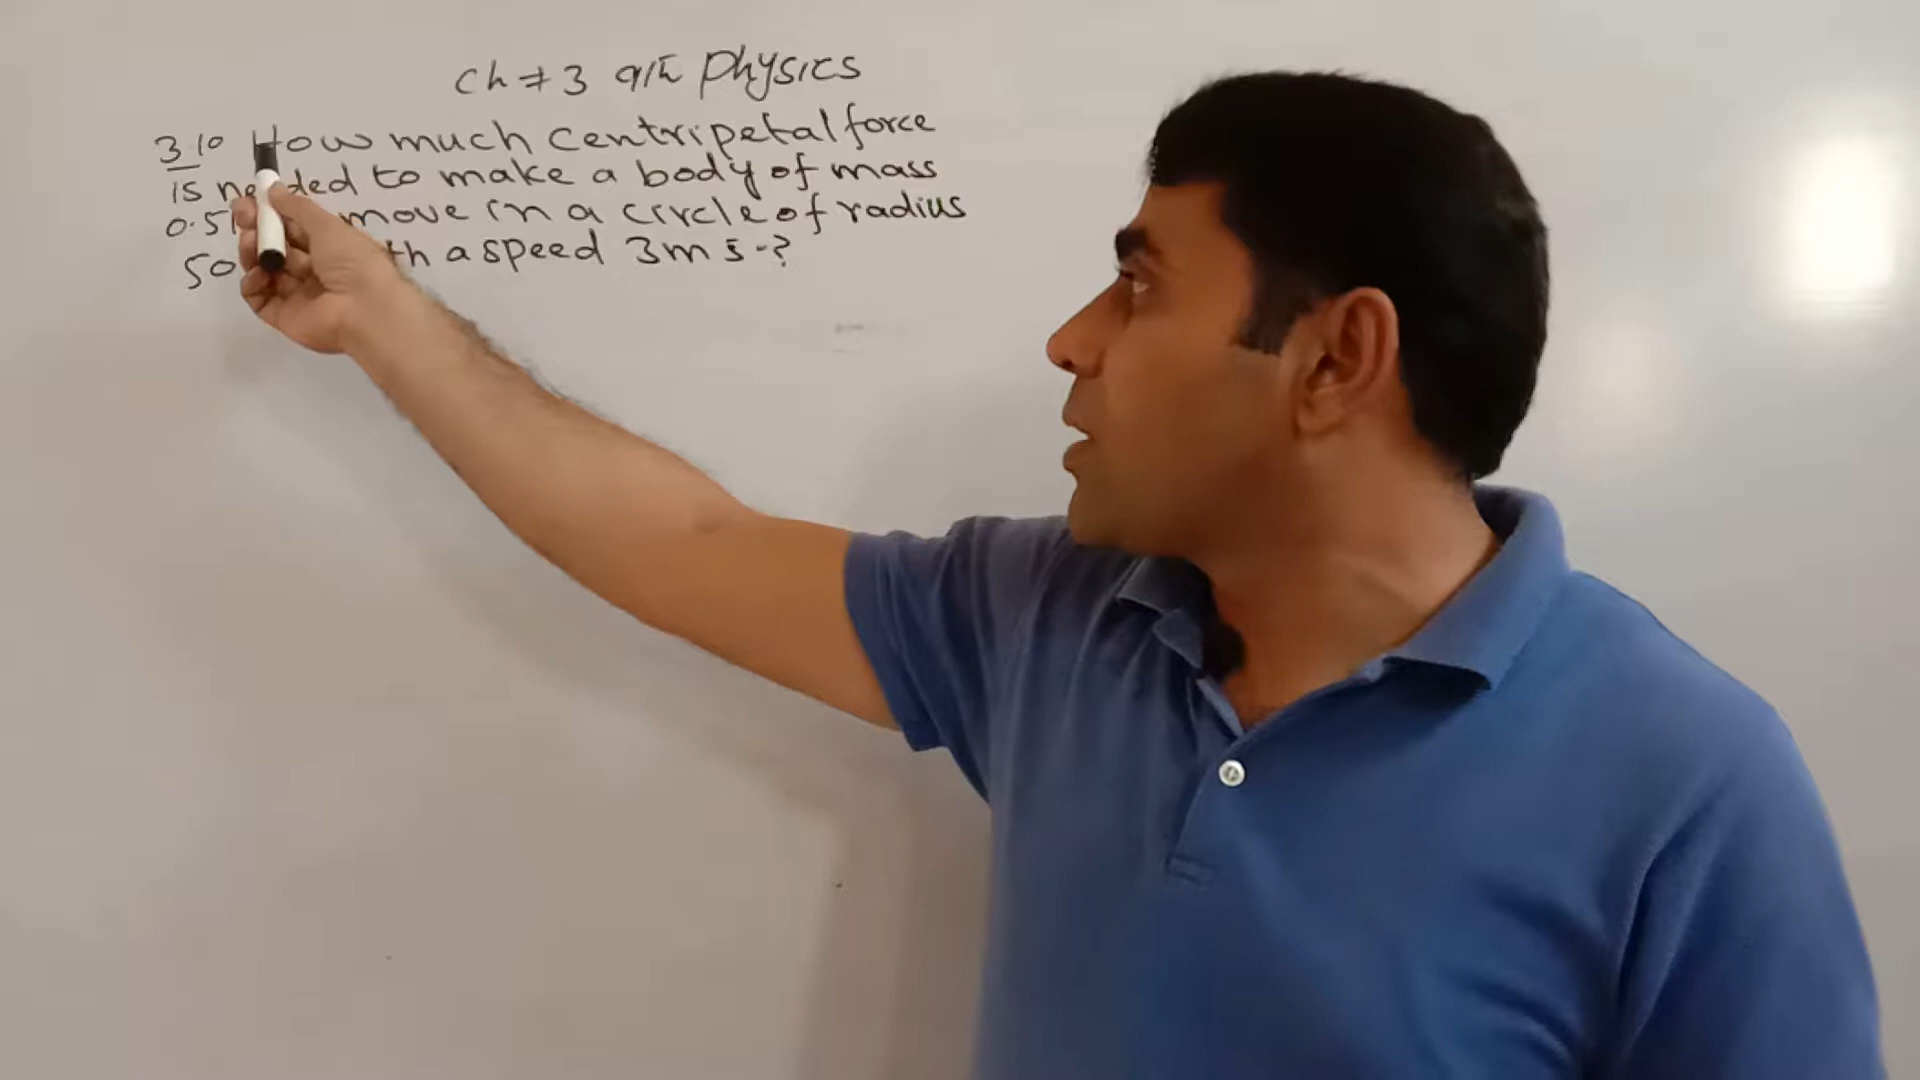 Ch # 3 9th Physics
3.10 How much centripetal force
is needed to make a body of mass
0.5 move in a circle of radius
50 a speed 3ms-?